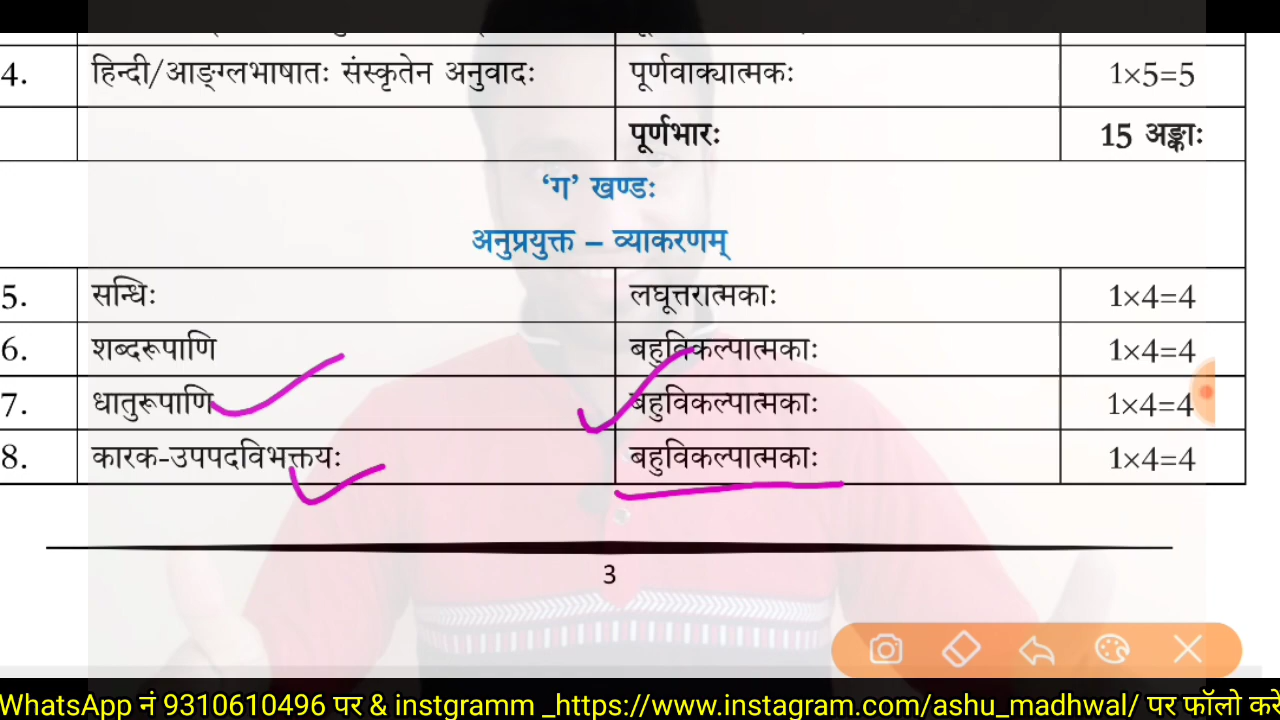 4. हिन्दी/आङ्ग्लभाषातः संस्कृतेन अनुवादः पूर्णवाक्यात्मकः 1×5=5
पूर्णभारः 15 अङ्काः
‘ग’ खण्डः
अनुप्रयुक्त – व्याकरणम्
5. सन्धिः लघूत्तरात्मकाः 1×4=4
6. शब्दरूपाणि बहुविकल्पात्मकाः 1×4=4
7. धातुरूपाणि बहुविकल्पात्मकाः 1×4=4
8. कारक-उपपदविभक्तयः बहुविकल्पात्मकाः 1×4=4
3
WhatsApp नं 9310610496 पर & instgramm _https://www.instagram.com/ashu_madhwal/ पर फॉलो करे